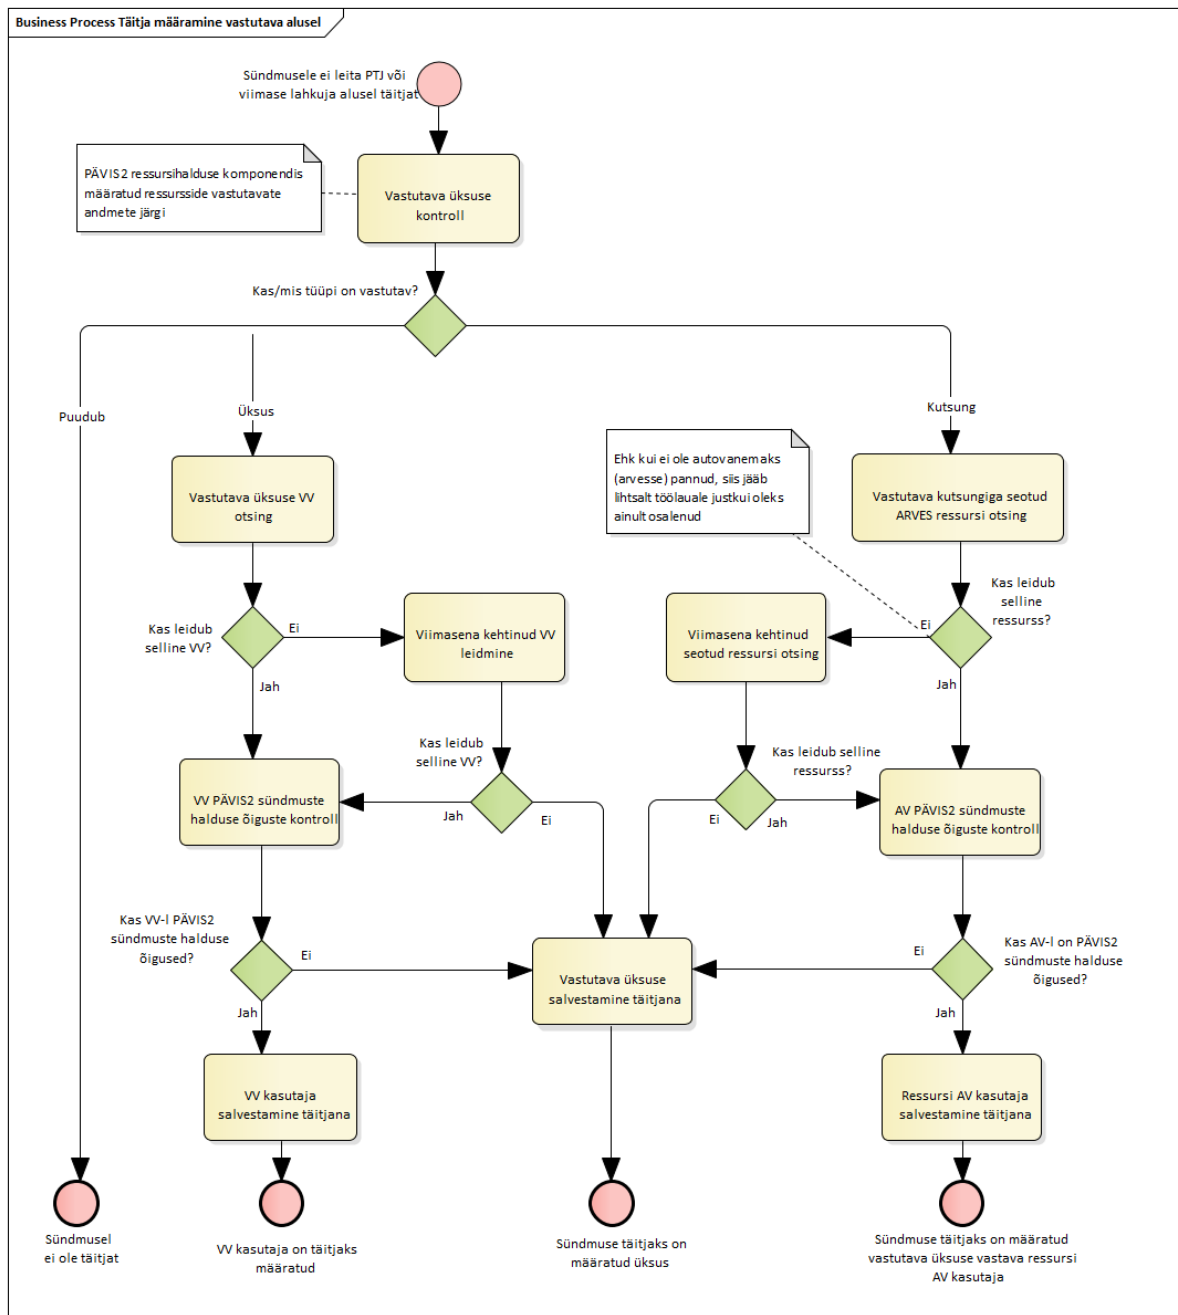 Business Process Täitja määramine vastutava alusel
Sündmusele ei leita PTJ või
viimase lahkuja alusel täitjat
PÄVIS2 ressursihalduse komponendis
määratud ressursside vastutavate
andmete järgi
Vastutava üksuse
kontroll
Kas/mis tüüpi on vastutav?
Puudub
Üksus
Kutsung
Ehk kui ei ole autovanemaks
(arvesse) pannud, siis jääb
lihtsalt töölauale justkui oleks
ainult osalenud
Vastutava üksuse VV
otsing
Vastutava kutsungiga seotud
ARVES ressursi otsing
Kas leidub
selline VV?
Ei
Jah
Viimasena kehtinud VV
leidmine
Viimasena kehtinud
seotud ressursi otsing
Kas leidub
selline
ressurss?
Ei
Jah
Kas leidub
selline VV?
Jah
Ei
Kas leidub selline
ressurss?
Ei
Jah
VV PÄVIS2 sündmuste
halduse õiguste kontroll
AV PÄVIS2 sündmuste
halduse õiguste kontroll
Kas VV-l PÄVIS2
sündmuste halduse
õigused?
Ei
Jah
Vastutava üksuse
salvestamine täitjana
Kas AV-l on PÄVIS2
sündmuste halduse
õigused?
Ei
Jah
VV kasutaja
salvestamine täitjana
Ressursi AV kasutaja
salvestamine täitjana
Sündmusel
ei ole täitjat
VV kasutaja on täitjaks
määratud
Sündmuse täitjaks on
määratud üksus
Sündmuse täitjaks on määratud
vastutava üksuse vastava ressursi
AV kasutaja